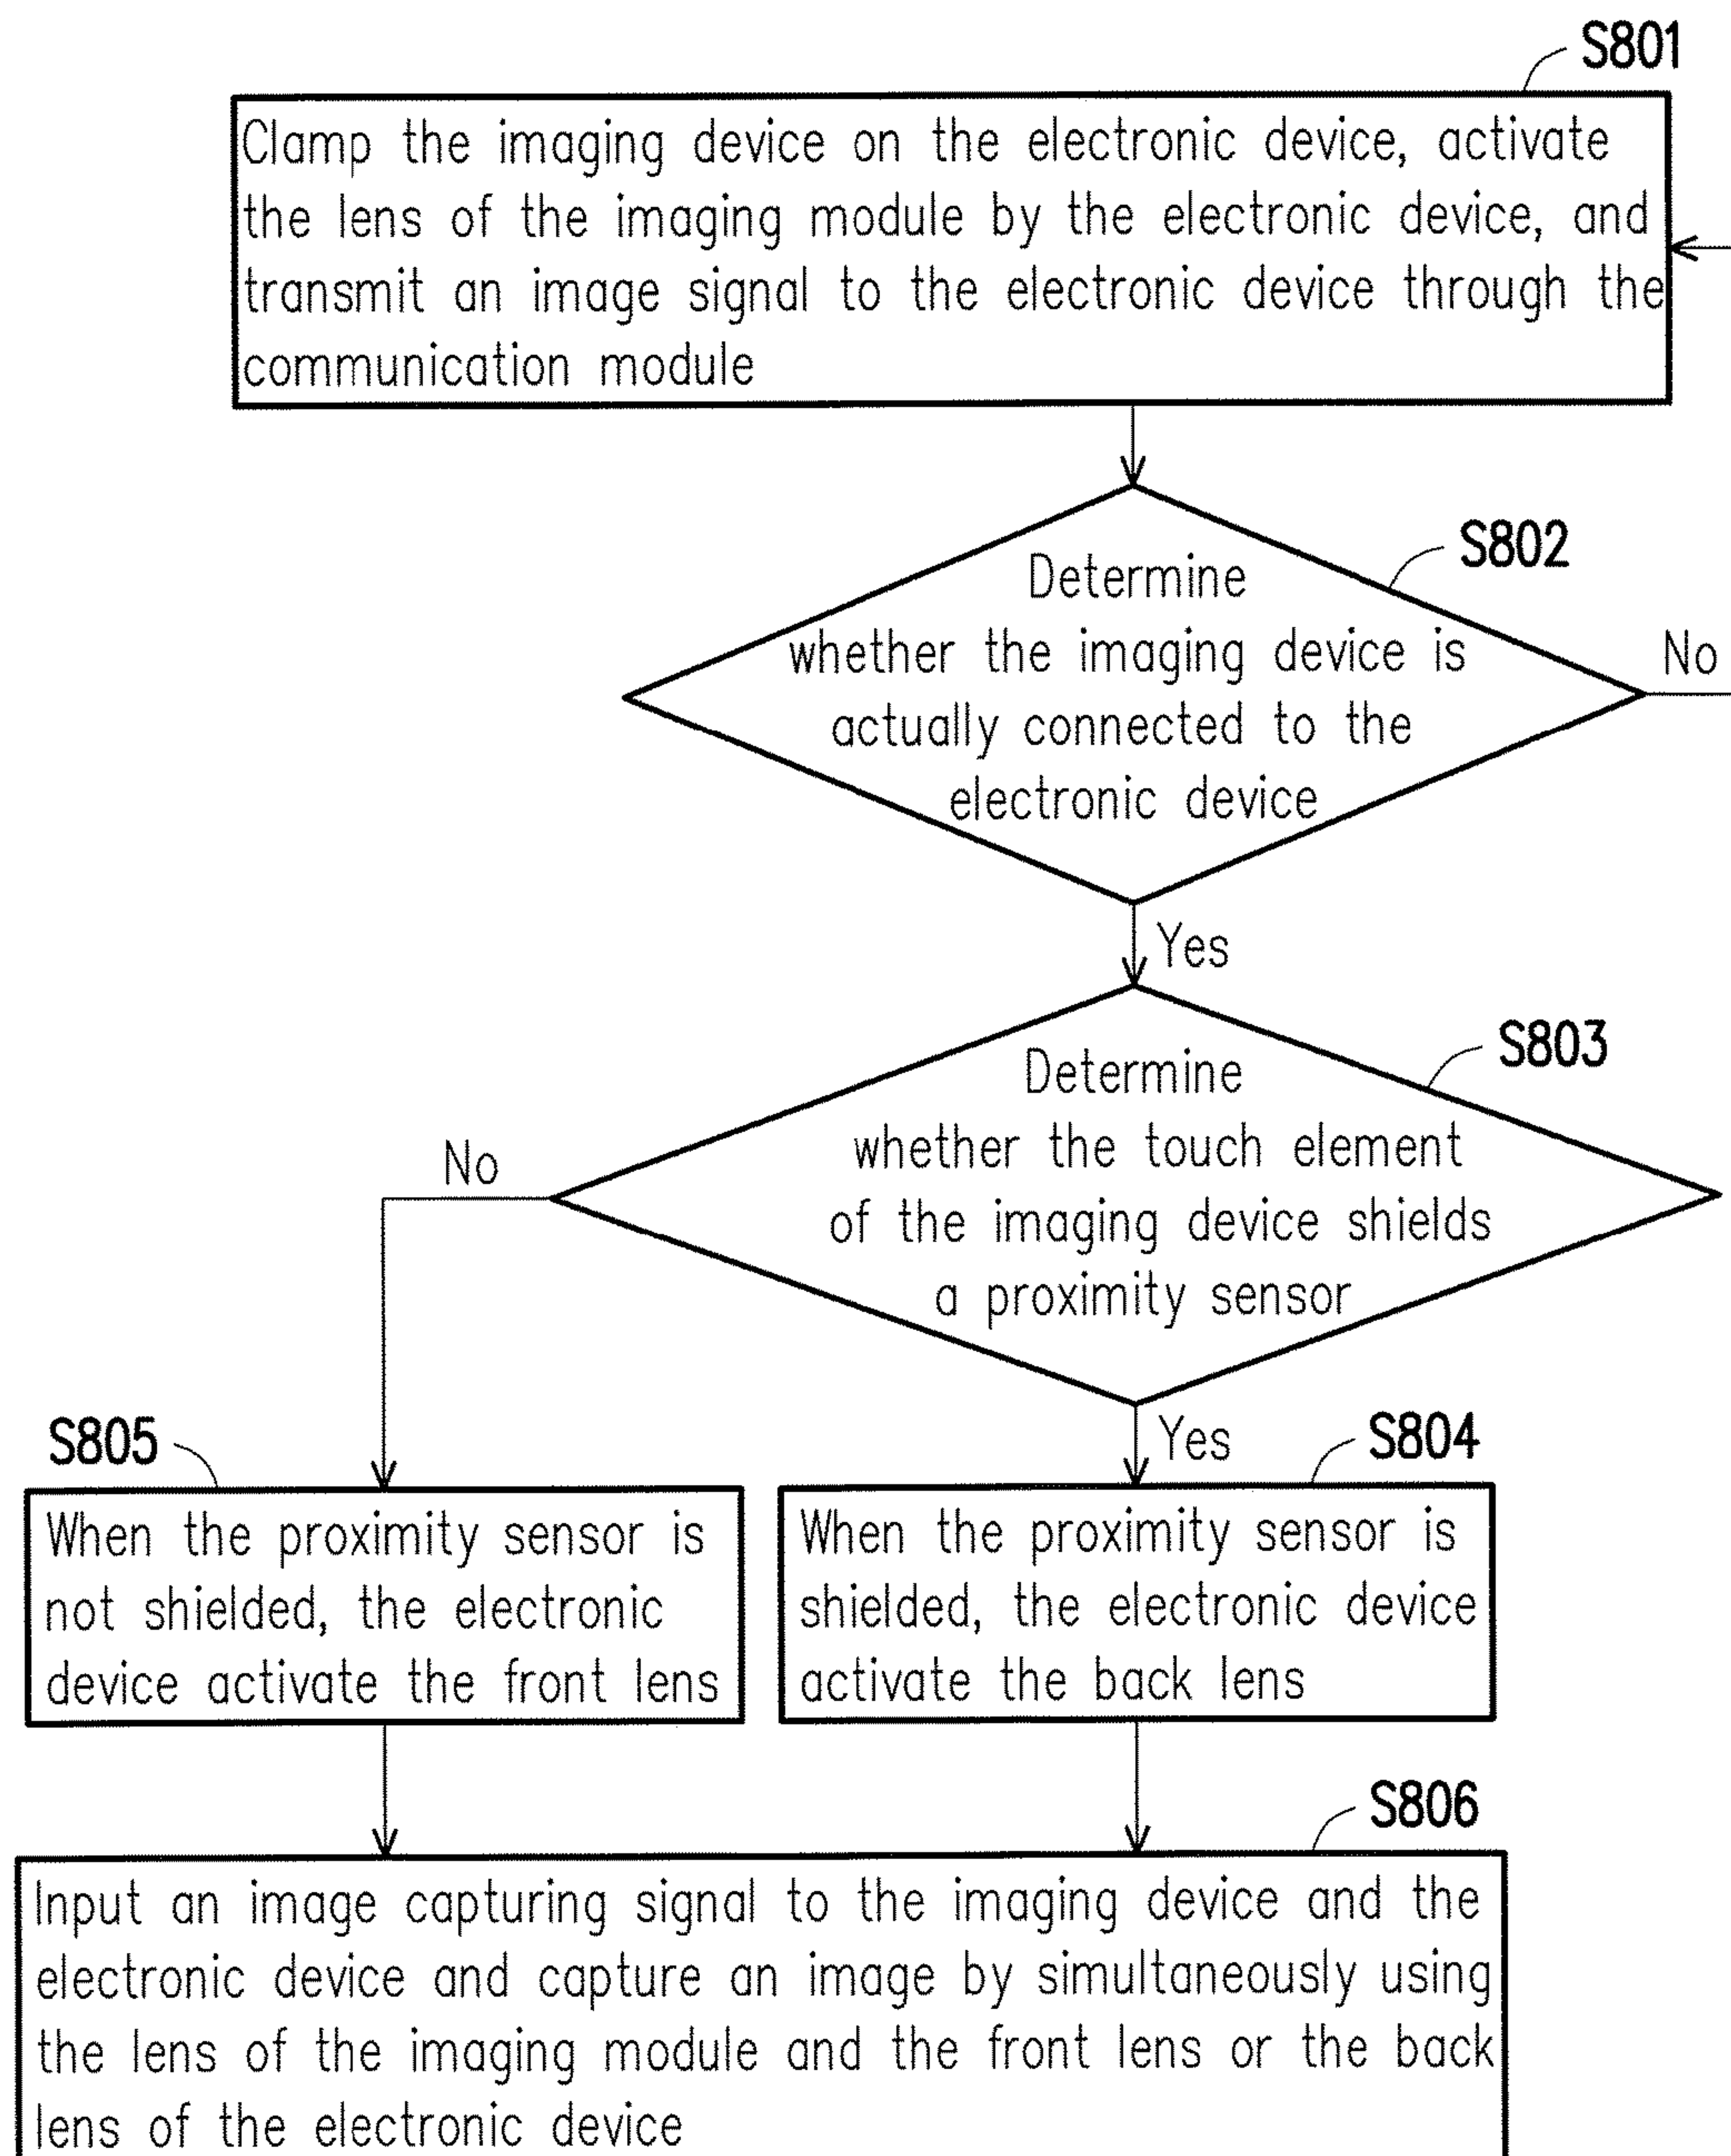 S801
Clamp the imaging device on the electronic device, activate
the lens of the imaging module by the electronic device, and
transmit an image signal to the electronic device through the
communication module
S802
Determine
whether the imaging device is
actually connected to the
electronic device
No
Yes
S803
Determine
whether the touch element
of the imaging device shields
a proximity sensor
No
Yes
S805
When the proximity sensor is
not shielded, the electronic
device activate the front lens
S804
When the proximity sensor is
shielded, the electronic device
activate the back lens
S806
Input an image capturing signal to the imaging device and the
electronic device and capture an image by simultaneously using
the lens of the imaging module and the front lens or the back
lens of the electronic device